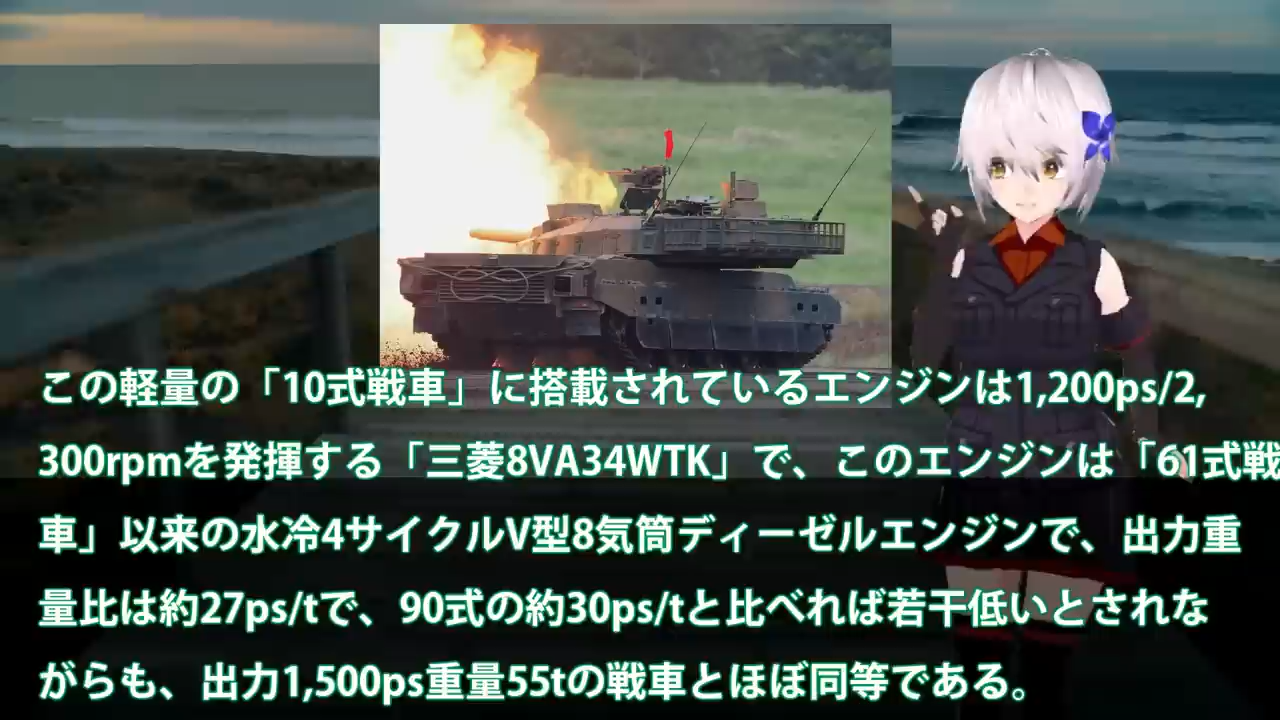 この軽量の「10式戦車」に搭載されているエンジンは1,200ps/2,
300rpmを発揮する「三菱8VA34WTK」で、このエンジンは「61式戦
車」以来の水冷4サイクルV型8気筒ディーゼルエンジンで、出力重
量比は約27ps/tで、90式の約30ps/tと比べれば若干低いとされな
がらも、出力1,500ps重量55tの戦車とほぼ同等である。